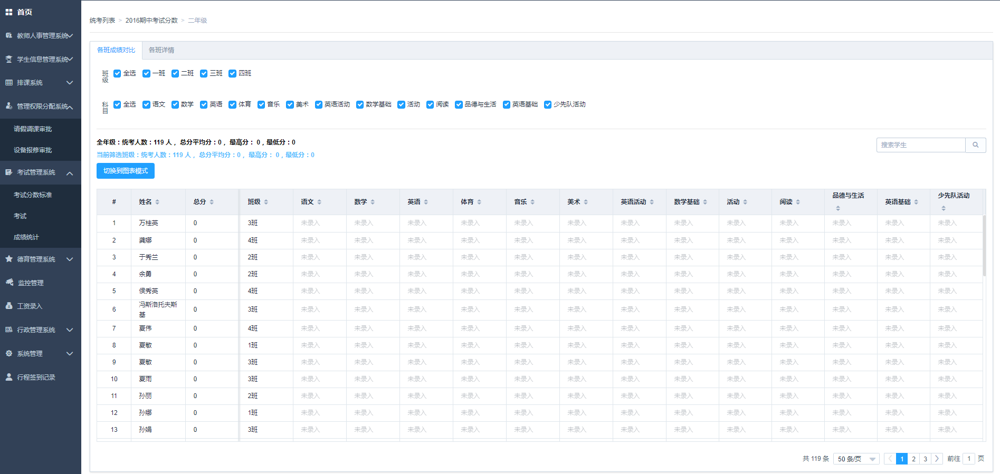 首页
教师人事管理系统
学生信息管理系统
排课系统
管理权限分配系统
请假调课审批
设备报修审批
考试管理系统
考试分数标准
考试
成绩统计
德育管理系统
监控管理
工资录入
行政管理系统
系统管理
行程签到记录
统考列表 > 2016期中考试分数 > 二年级
各班成绩对比 各班详情
班级 全选 一班 二班 三班 四班
科目 全选 语文 数学 英语 体育 音乐 美术 英语活动 数学基础 活动 阅读 品德与生活 英语基础 少先队活动
全年级：统考人数：119 人， 总分平均分：0， 最高分： 0，最低分：0
搜索学生
当前筛选班级：统考人数：119 人， 总分平均分：0， 最高分： 0，最低分：0
切换到图表模式
# 姓名 总分 班级 语文 数学 英语 体育 音乐 美术 英语活动 数学基础 活动 阅读 品德与生活 英语基础 少先队活动
1 万桂英 0 3班 未录入 未录入 未录入 未录入 未录入 未录入 未录入 未录入 未录入 未录入 未录入 未录入 未录入
2 龚娜 0 4班 未录入 未录入 未录入 未录入 未录入 未录入 未录入 未录入 未录入 未录入 未录入 未录入 未录入
3 于秀兰 0 2班 未录入 未录入 未录入 未录入 未录入 未录入 未录入 未录入 未录入 未录入 未录入 未录入 未录入
4 余勇 0 2班 未录入 未录入 未录入 未录入 未录入 未录入 未录入 未录入 未录入 未录入 未录入 未录入 未录入
5 侯秀英 0 4班 未录入 未录入 未录入 未录入 未录入 未录入 未录入 未录入 未录入 未录入 未录入 未录入 未录入
6 冯斯洛托夫斯基 0 3班 未录入 未录入 未录入 未录入 未录入 未录入 未录入 未录入 未录入 未录入 未录入 未录入 未录入
7 夏伟 0 4班 未录入 未录入 未录入 未录入 未录入 未录入 未录入 未录入 未录入 未录入 未录入 未录入 未录入
8 夏敏 0 1班 未录入 未录入 未录入 未录入 未录入 未录入 未录入 未录入 未录入 未录入 未录入 未录入 未录入
9 夏敏 0 3班 未录入 未录入 未录入 未录入 未录入 未录入 未录入 未录入 未录入 未录入 未录入 未录入 未录入
10 夏雨 0 3班 未录入 未录入 未录入 未录入 未录入 未录入 未录入 未录入 未录入 未录入 未录入 未录入 未录入
11 孙丽 0 2班 未录入 未录入 未录入 未录入 未录入 未录入 未录入 未录入 未录入 未录入 未录入 未录入 未录入
12 孙娜 0 1班 未录入 未录入 未录入 未录入 未录入 未录入 未录入 未录入 未录入 未录入 未录入 未录入 未录入
13 孙娟 0 3班 未录入 未录入 未录入 未录入 未录入 未录入 未录入 未录入 未录入 未录入 未录入 未录入 未录入
共 119 条 50 条/页 1 2 3 前往 1 页